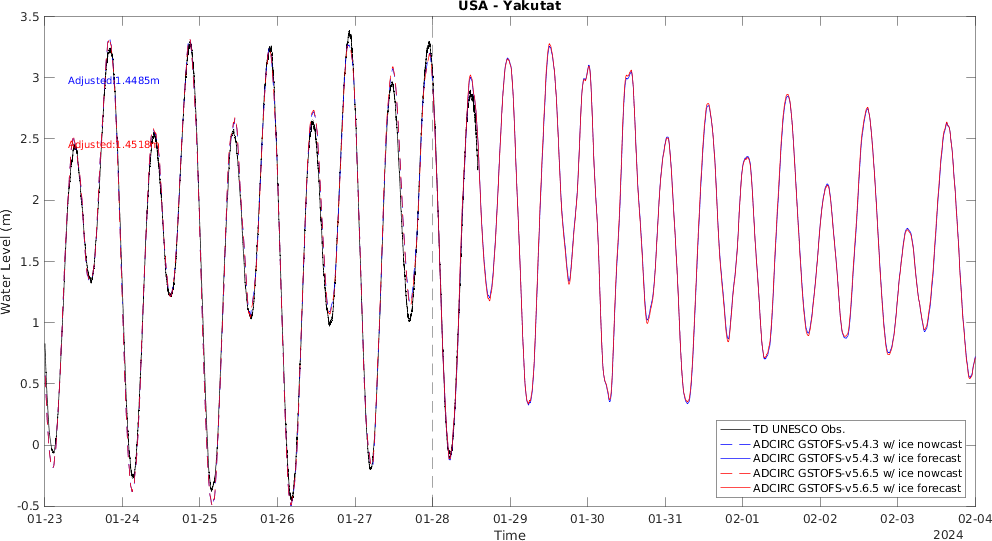 USA - Yakutat
3.5
3
2.5
2
1.5
1
0.5
0
-0.5
Water Level (m)
Adjusted:1.4485m
Adjusted:1.4518m
TD UNESCO Obs.
ADCIRC GSTOFS-v5.4.3 w/ ice nowcast
ADCIRC GSTOFS-v5.4.3 w/ ice forecast
ADCIRC GSTOFS-v5.6.5 w/ ice nowcast
ADCIRC GSTOFS-v5.6.5 w/ ice forecast
01-23 01-24 01-25 01-26 01-27 01-28 01-29 01-30 01-31 02-01 02-02 02-03 02-04
Time
2024